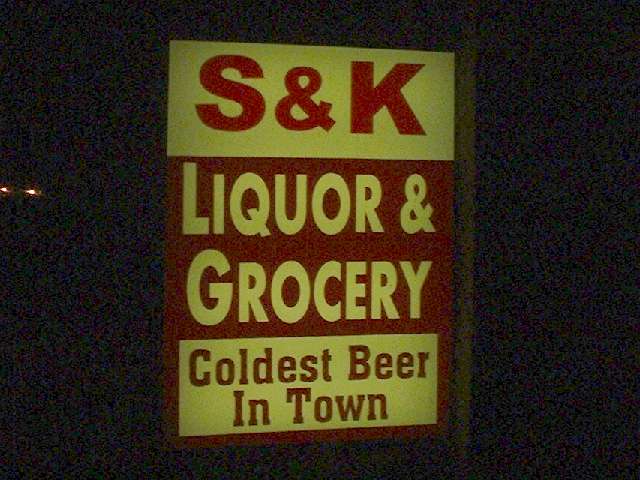 S&K
LIQUOR &
GROCERY
Coldest Beer
In Town